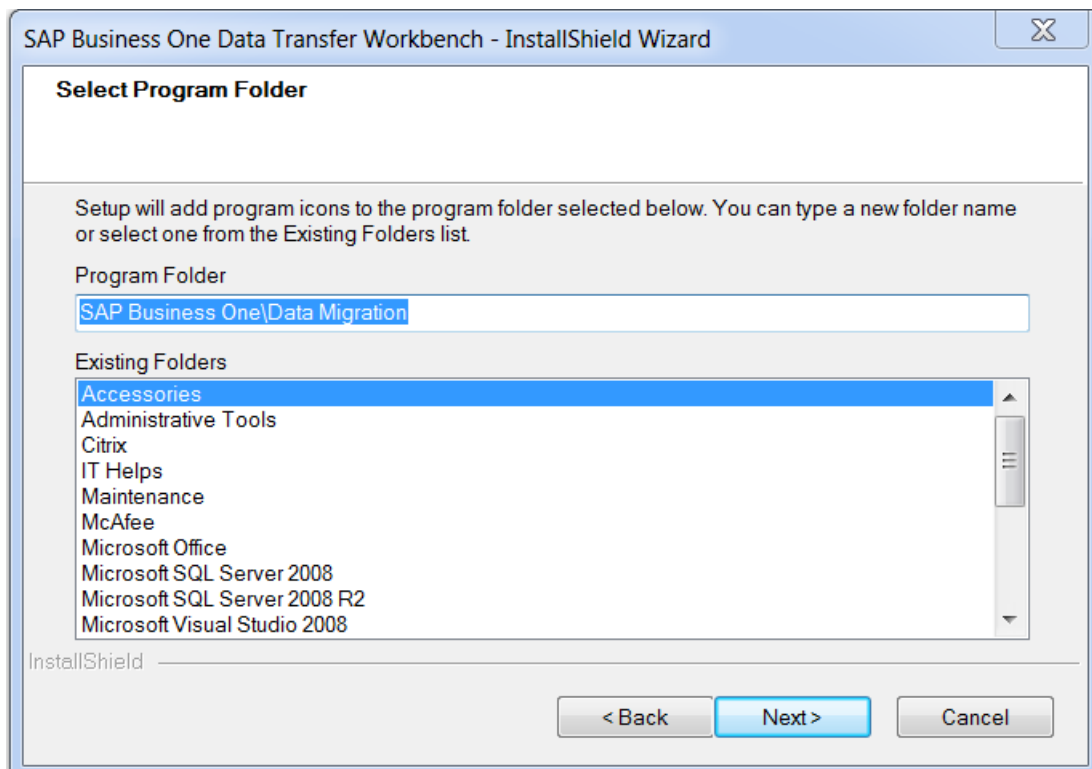 SAP Business One Data Transfer Workbench - InstallShield Wizard
Select Program Folder
Setup will add program icons to the program folder selected below. You can type a new folder name
or select one from the Existing Folders list.
Program Folder
SAP Business One\Data Migration
Existing Folders
Accessories
Administrative Tools
Citrix
IT Helps
Maintenance
McAfee
Microsoft Office
Microsoft SQL Server 2008
Microsoft SQL Server 2008 R2
Microsoft Visual Studio 2008
InstallShield
< Back
Next >
Cancel